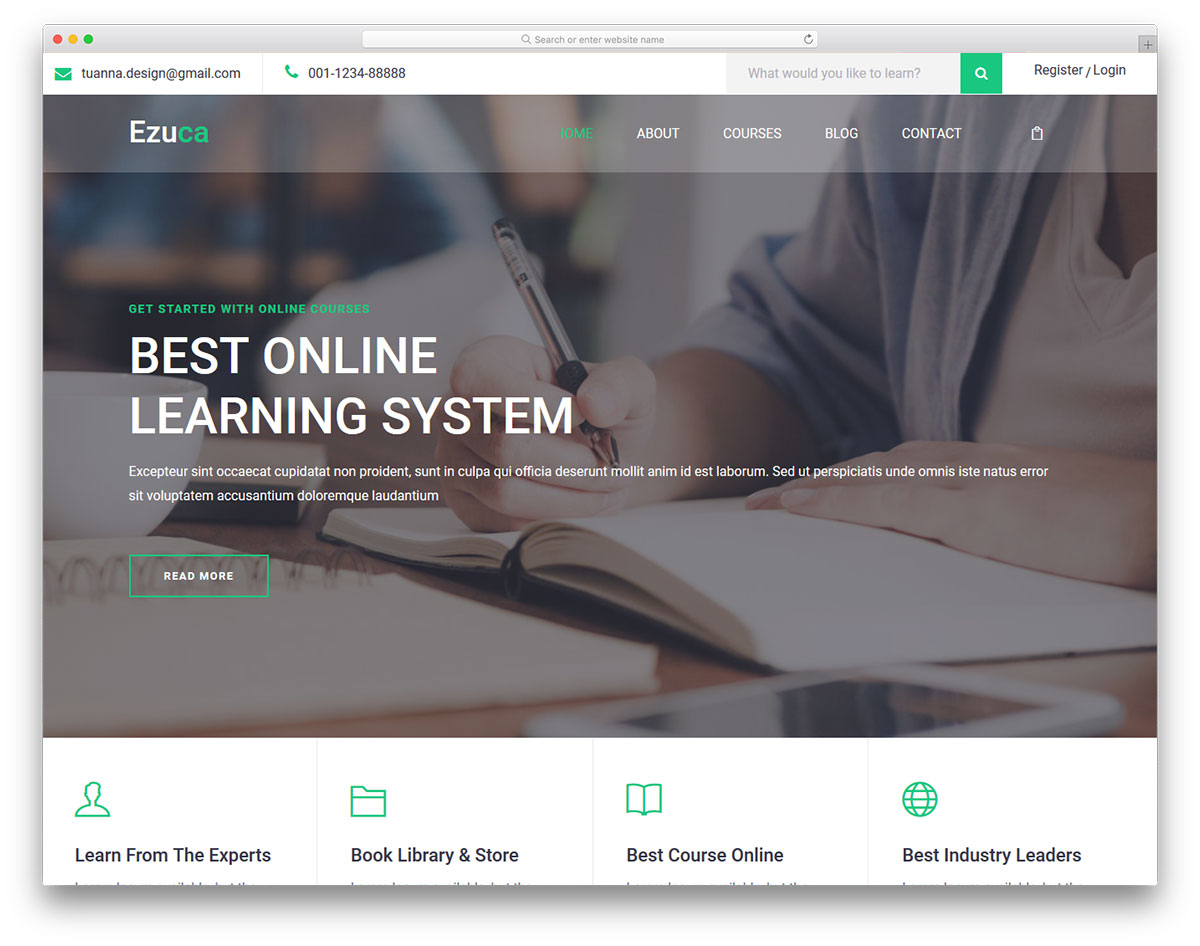 Search or enter website name
tuanna.design@gmail.com
001-1234-88888
What would you like to learn?
Register / Login
Ezuca
HOME
ABOUT
COURSES
BLOG
CONTACT
GET STARTED WITH ONLINE COURSES
BEST ONLINE
LEARNING SYSTEM
Excepteur sint occaecat cupidatat non proident, sunt in culpa qui officia deserunt mollit anim id est laborum. Sed ut perspiciatis unde omnis iste natus error
sit voluptatem accusantium doloremque laudantium
READ MORE
Learn From The Experts
Book Library & Store
Best Course Online
Best Industry Leaders